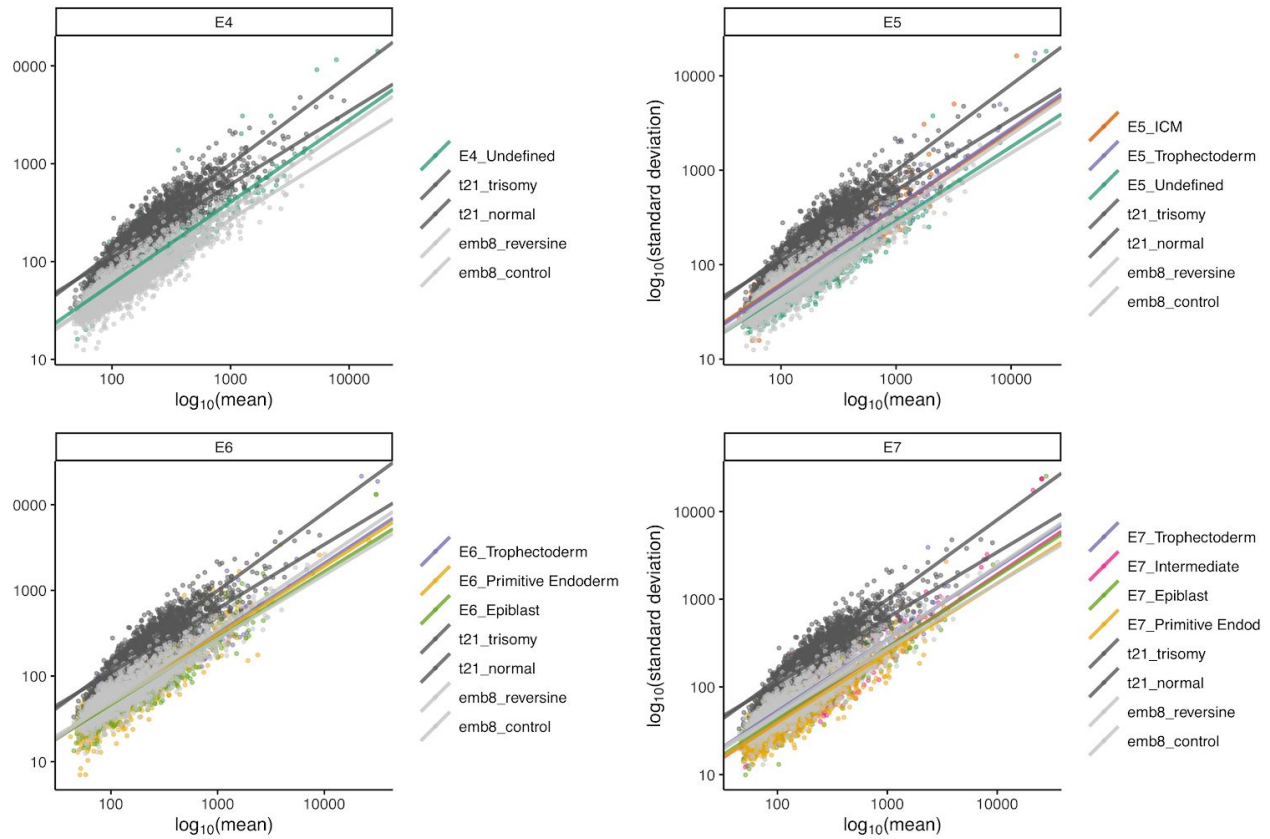 E4
0000
1000
100
10
100
1000
10000
log10(mean)
E4_Undefined
t21_trisomy
t21_normal
emb8_reversine
emb8_control
E5
log10(standard deviation)
10000
1000
100
10
100
1000
10000
log10(mean)
E5_ICM
E5_Trophectoderm
E5_Undefined
t21_trisomy
t21_normal
emb8_reversine
emb8_control
E6
0000
1000
100
10
100
1000
10000
log10(mean)
E6_Trophectoderm
E6_Primitive Endoderm
E6_Epiblast
t21_trisomy
t21_normal
emb8_reversine
emb8_control
E7
log10(standard deviation)
10000
1000
100
10
100
1000
10000
log10(mean)
E7_Trophectoderm
E7_Intermediate
E7_Epiblast
E7_Primitive Endod
t21_trisomy
t21_normal
emb8_reversine
emb8_control